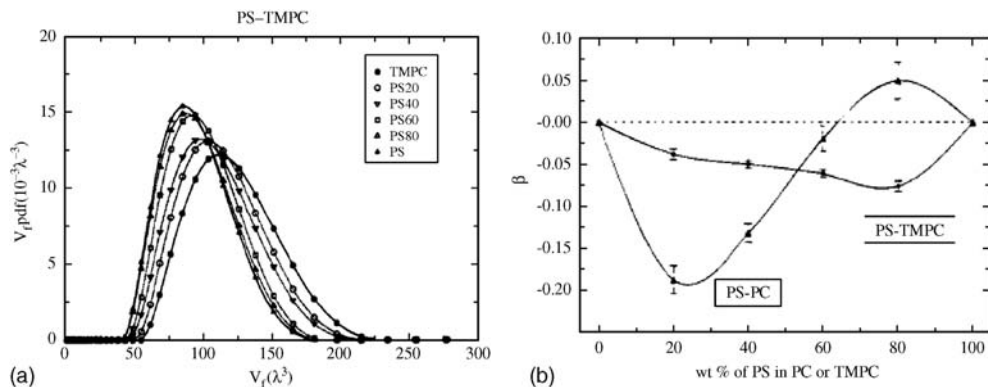 PS–TMPC
20
15
10
5
0
V_f pdf(10⁻³λ⁻³)
TMPC
PS20
PS40
PS60
PS80
PS
0 50 100 150 200 250 300
V_f(λ³)
(a)
0.10
0.05
-0.00
-0.05
-0.10
-0.15
-0.20
β
PS-TMPC
PS-PC
0 20 40 60 80 100
wt % of PS in PC or TMPC
(b)